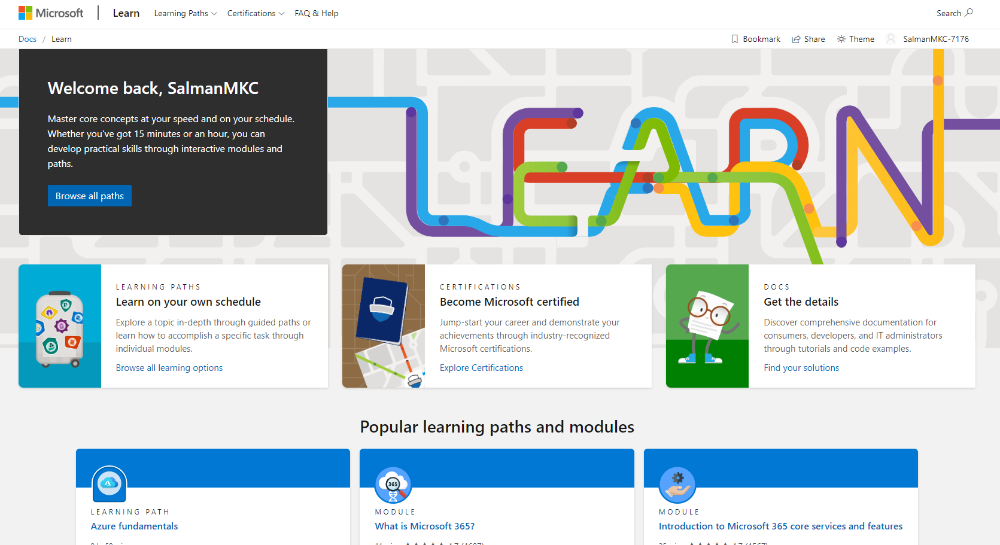 Microsoft
Learn
Learning Paths
Certifications
FAQ & Help
Search
Docs / Learn
Bookmark
Share
Theme
SalmanMKC-7176
Welcome back, SalmanMKC
Master core concepts at your speed and on your schedule.
Whether you've got 15 minutes or an hour, you can
develop practical skills through interactive modules and
paths.
Browse all paths
LEARN
LEARNING PATHS
Learn on your own schedule
Explore a topic in-depth through guided paths or
learn how to accomplish a specific task through
individual modules.
Browse all learning options
CERTIFICATIONS
Become Microsoft certified
Jump-start your career and demonstrate your
achievements through industry-recognized
Microsoft certifications.
Explore Certifications
DOCS
Get the details
Discover comprehensive documentation for
consumers, developers, and IT administrators
through tutorials and code examples.
Find your solutions
Popular learning paths and modules
LEARNING PATH
Azure fundamentals
365
MODULE
What is Microsoft 365?
MODULE
Introduction to Microsoft 365 core services and features